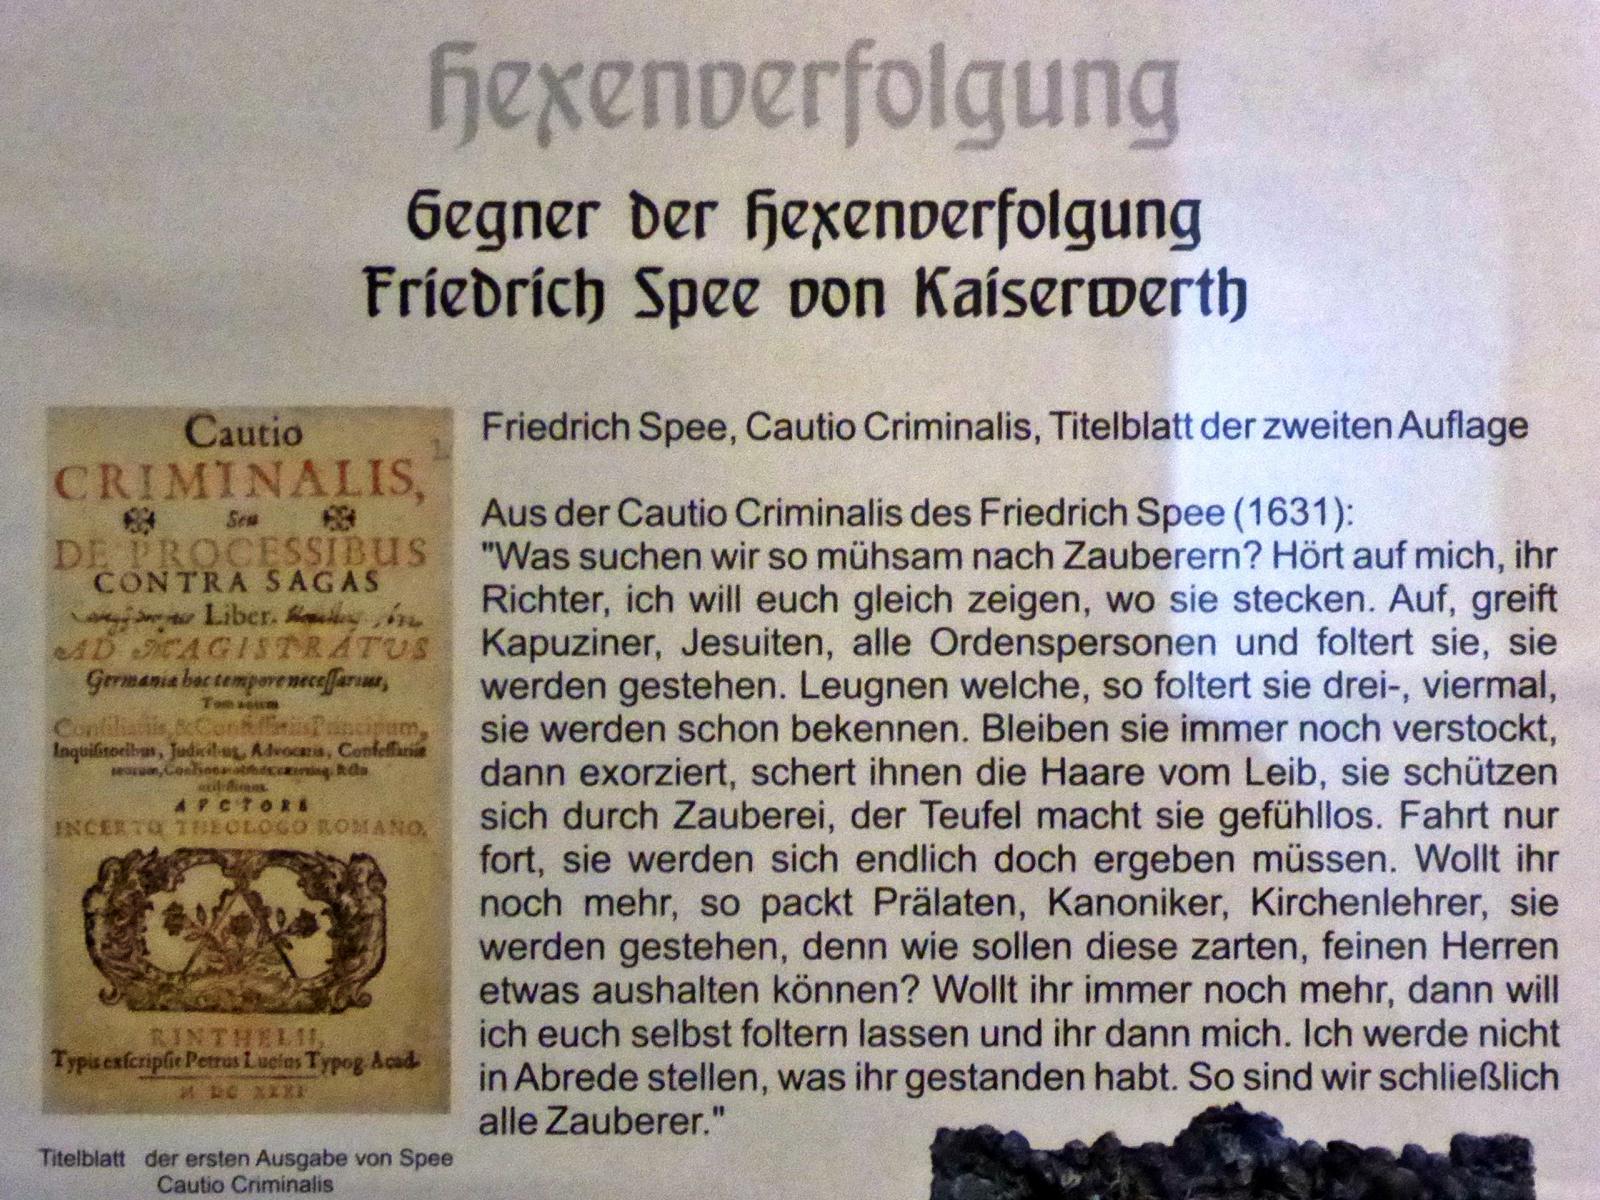 Hexenverfolgung
Gegner der Hexenverfolgung
Friedrich Spee von Kaiserwerth
Cautio
CRIMINALIS,
Seu
DE PROCESSIBUS
CONTRA SAGAS
Liber.
AD MAGISTRATUS
Germaniæ hoc tempore necessarius,
Tum autem
Consiliariis, & Confessariis Principum,
Inquisitoribus, Judicibus, Advocatis, Confessariis
AVCTORE
INCERTO THEOLOGO ROMANO.
RINTHELII,
Typis exscripsit Petrus Lucius Typog. Acad.
M DC XXXI
Titelblatt der ersten Ausgabe von Spee
Cautio Criminalis
Friedrich Spee, Cautio Criminalis, Titelblatt der zweiten Auflage
Aus der Cautio Criminalis des Friedrich Spee (1631):
"Was suchen wir so mühsam nach Zauberern? Hört auf mich, ihr
Richter, ich will euch gleich zeigen, wo sie stecken. Auf, greift
Kapuziner, Jesuiten, alle Ordenspersonen und foltert sie, sie
werden gestehen. Leugnen welche, so foltert sie drei-, viermal,
sie werden schon bekennen. Bleiben sie immer noch verstockt,
dann exorziert, schert ihnen die Haare vom Leib, sie schützen
sich durch Zauberei, der Teufel macht sie gefühllos. Fahrt nur
fort, sie werden sich endlich doch ergeben müssen. Wollt ihr
noch mehr, so packt Prälaten, Kanoniker, Kirchenlehrer, sie
werden gestehen, denn wie sollen diese zarten, feinen Herren
etwas aushalten können? Wollt ihr immer noch mehr, dann will
ich euch selbst foltern lassen und ihr dann mich. Ich werde nicht
in Abrede stellen, was ihr gestanden habt. So sind wir schließlich
alle Zauberer."